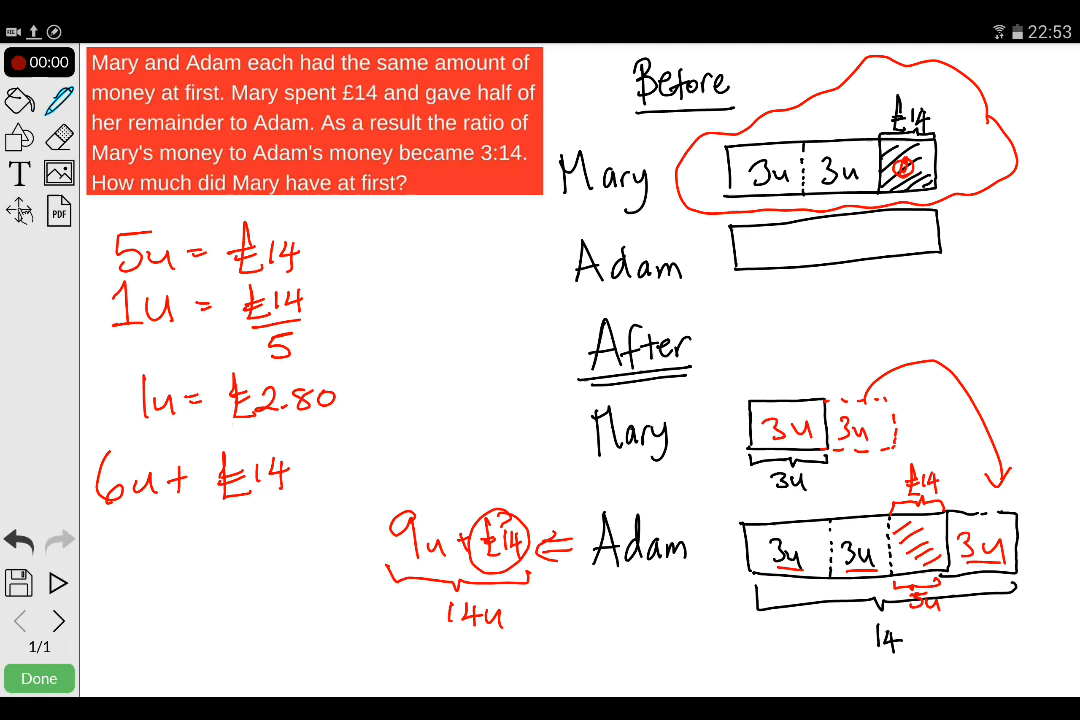 REC
22:53
00:00
Mary and Adam each had the same amount of
money at first. Mary spent £14 and gave half of
her remainder to Adam. As a result the ratio of
Mary's money to Adam's money became 3:14.
How much did Mary have at first?
T
PDF
1/1
Done
Before
£14
Mary
3u 3u
Adam
5u = £14
1u = £14
5
1u = £2.80
6u + £14
After
Mary
3u 3u
3u
£14
Adam
3u 3u 3u
5u
14
9u + £14
14u